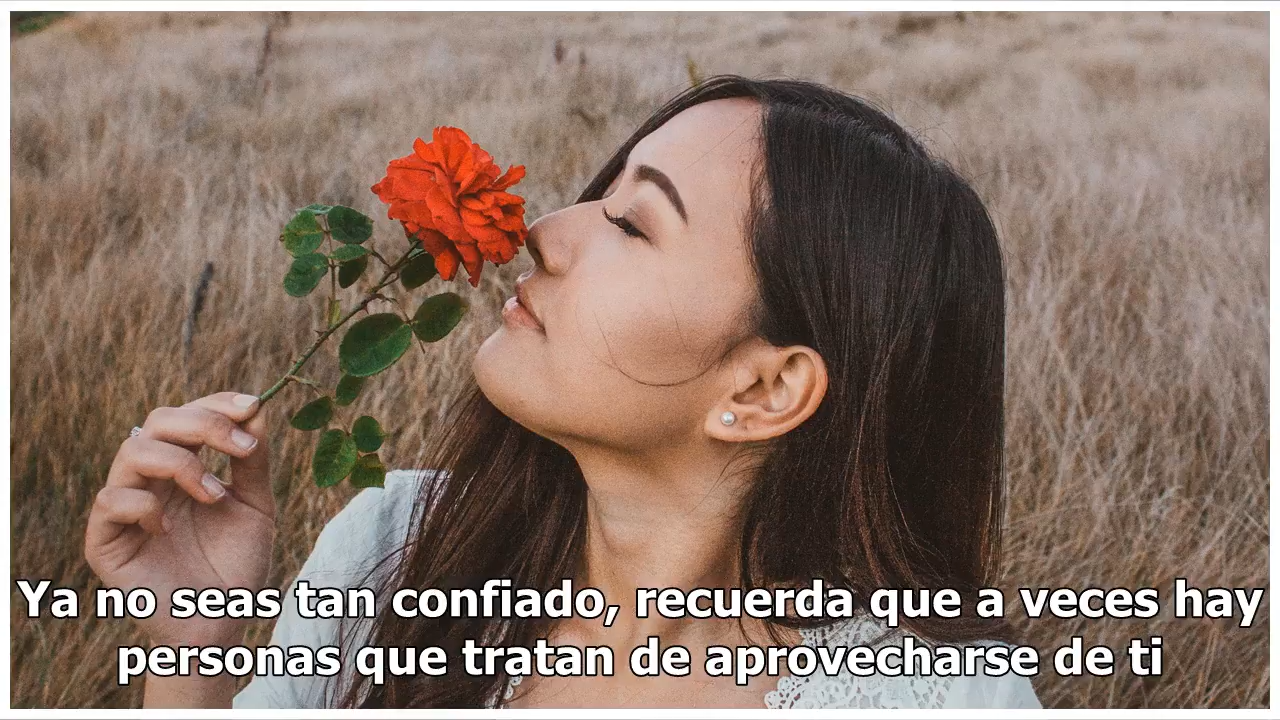 Ya no seas tan confiado, recuerda que a veces hay
personas que tratan de aprovecharse de ti